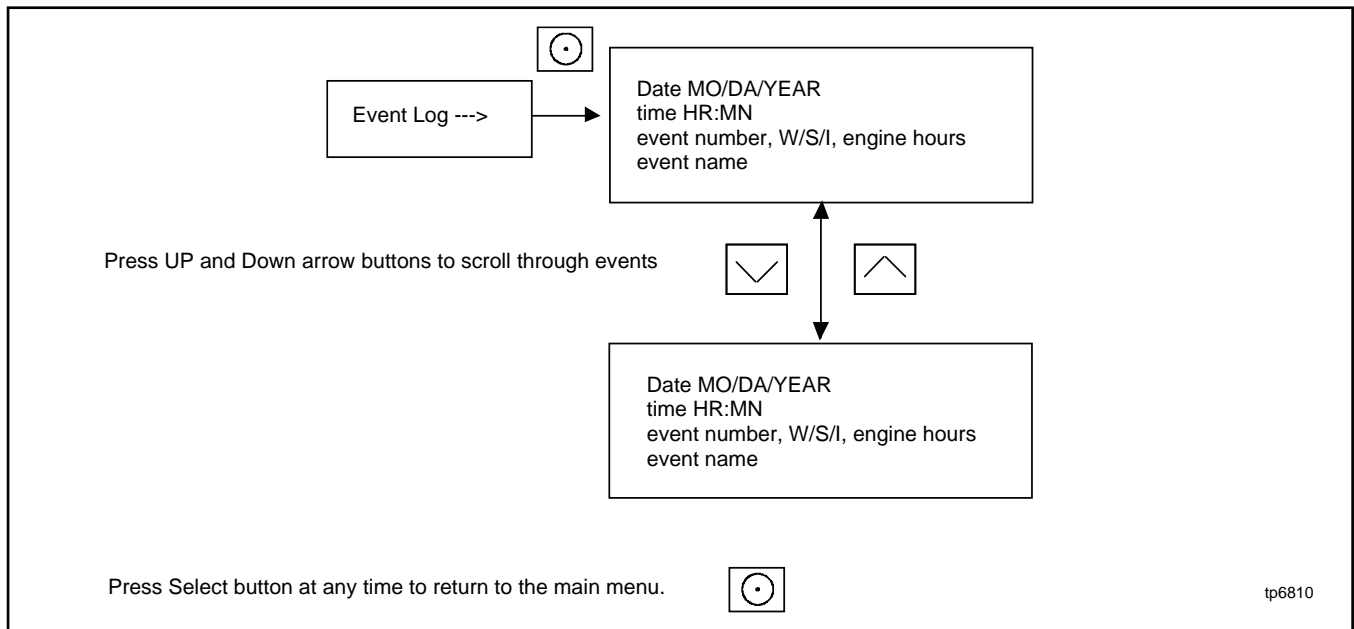 Event Log --->
Date MO/DA/YEAR
time HR:MN
event number, W/S/I, engine hours
event name
Press UP and Down arrow buttons to scroll through events
Date MO/DA/YEAR
time HR:MN
event number, W/S/I, engine hours
event name
Press Select button at any time to return to the main menu.
tp6810